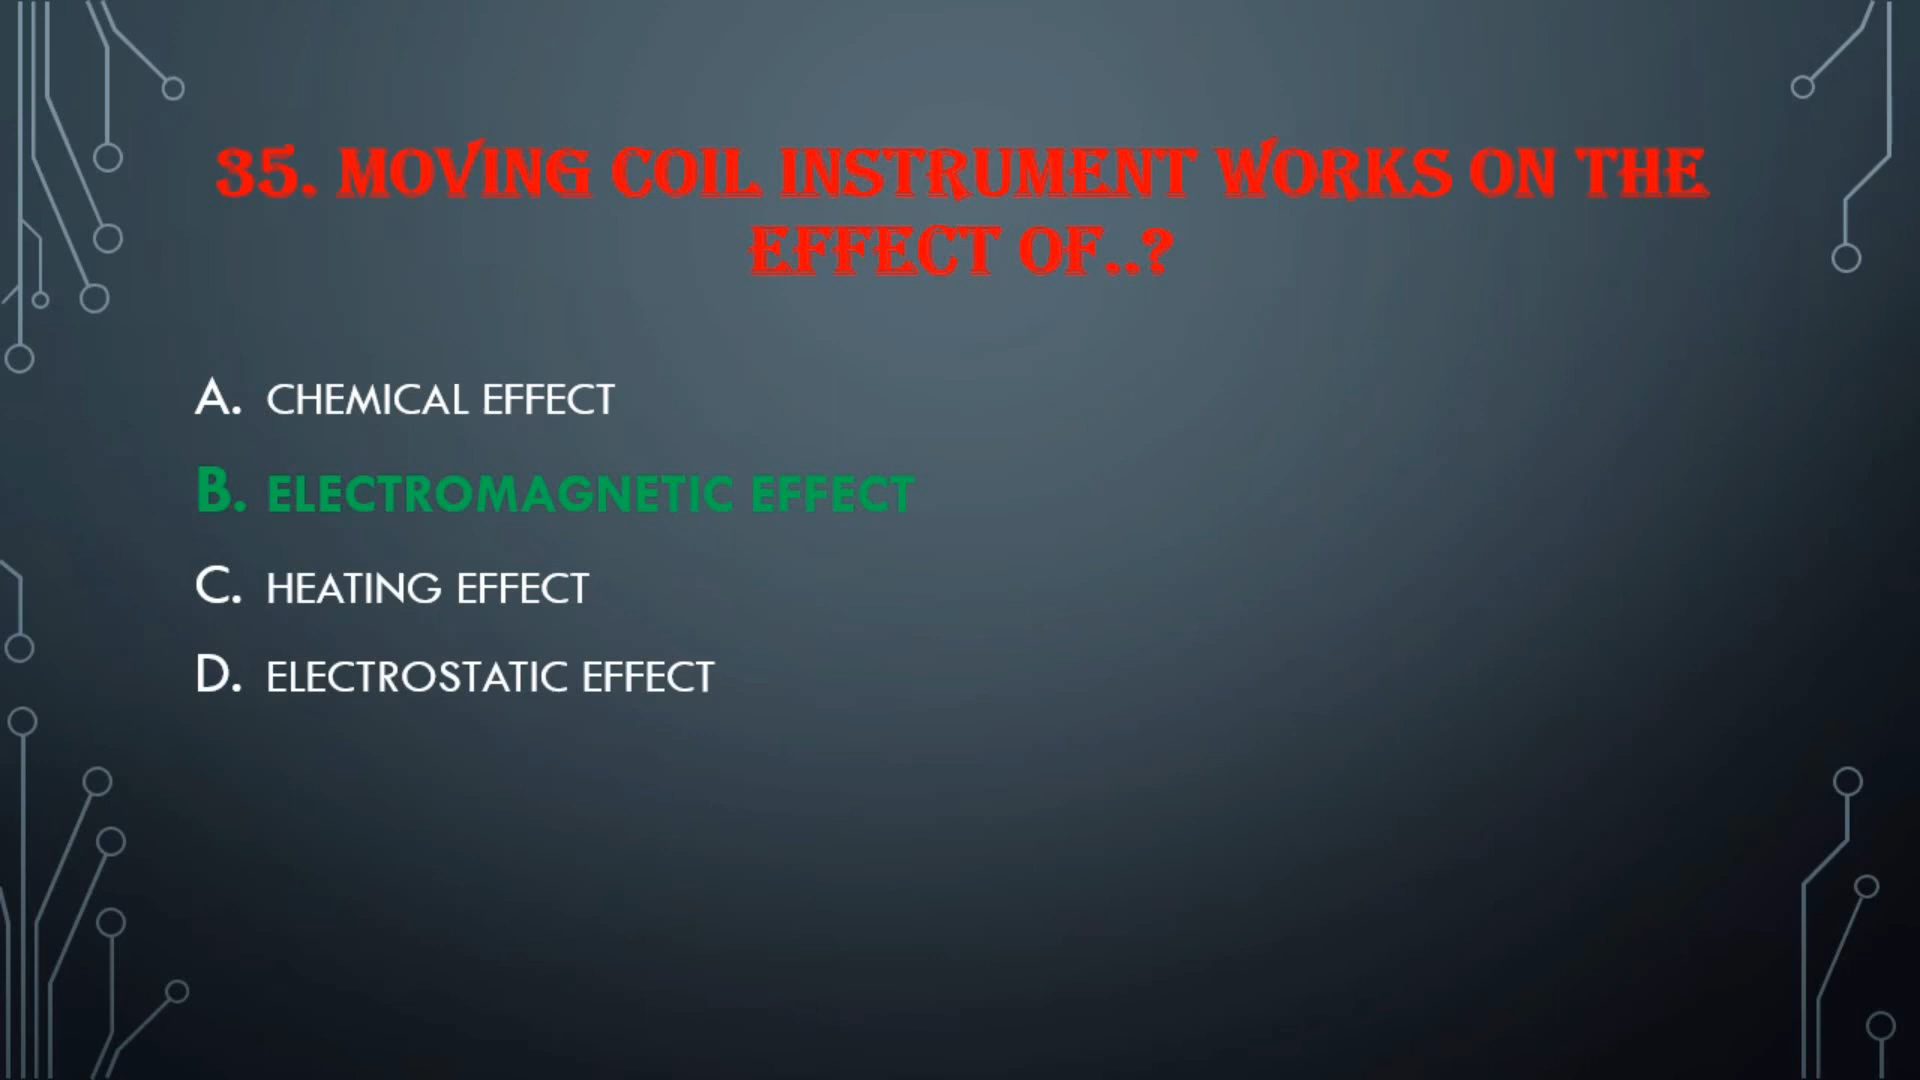 35. MOVING COIL INSTRUMENT WORKS ON THE
EFFECT OF..?
A. CHEMICAL EFFECT
B. ELECTROMAGNETIC EFFECT
C. HEATING EFFECT
D. ELECTROSTATIC EFFECT